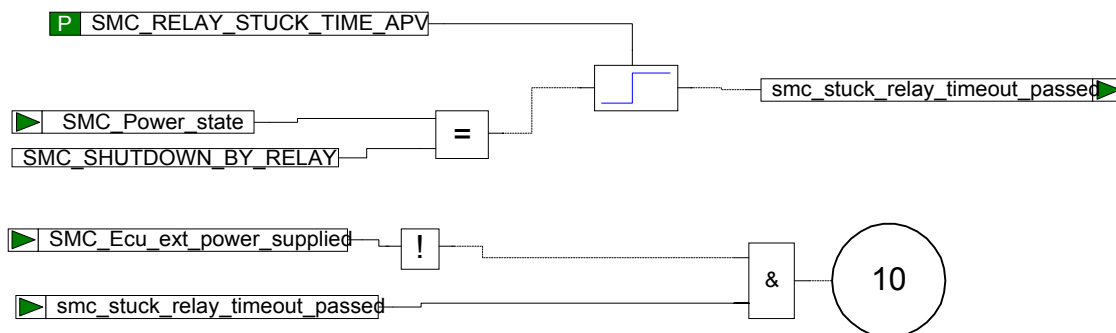 P SMC_RELAY_STUCK_TIME_APV
smc_stuck_relay_timeout_passed
SMC_Power_state
=
SMC_SHUTDOWN_BY_RELAY
SMC_Ecu_ext_power_supplied
!
&
10
smc_stuck_relay_timeout_passed